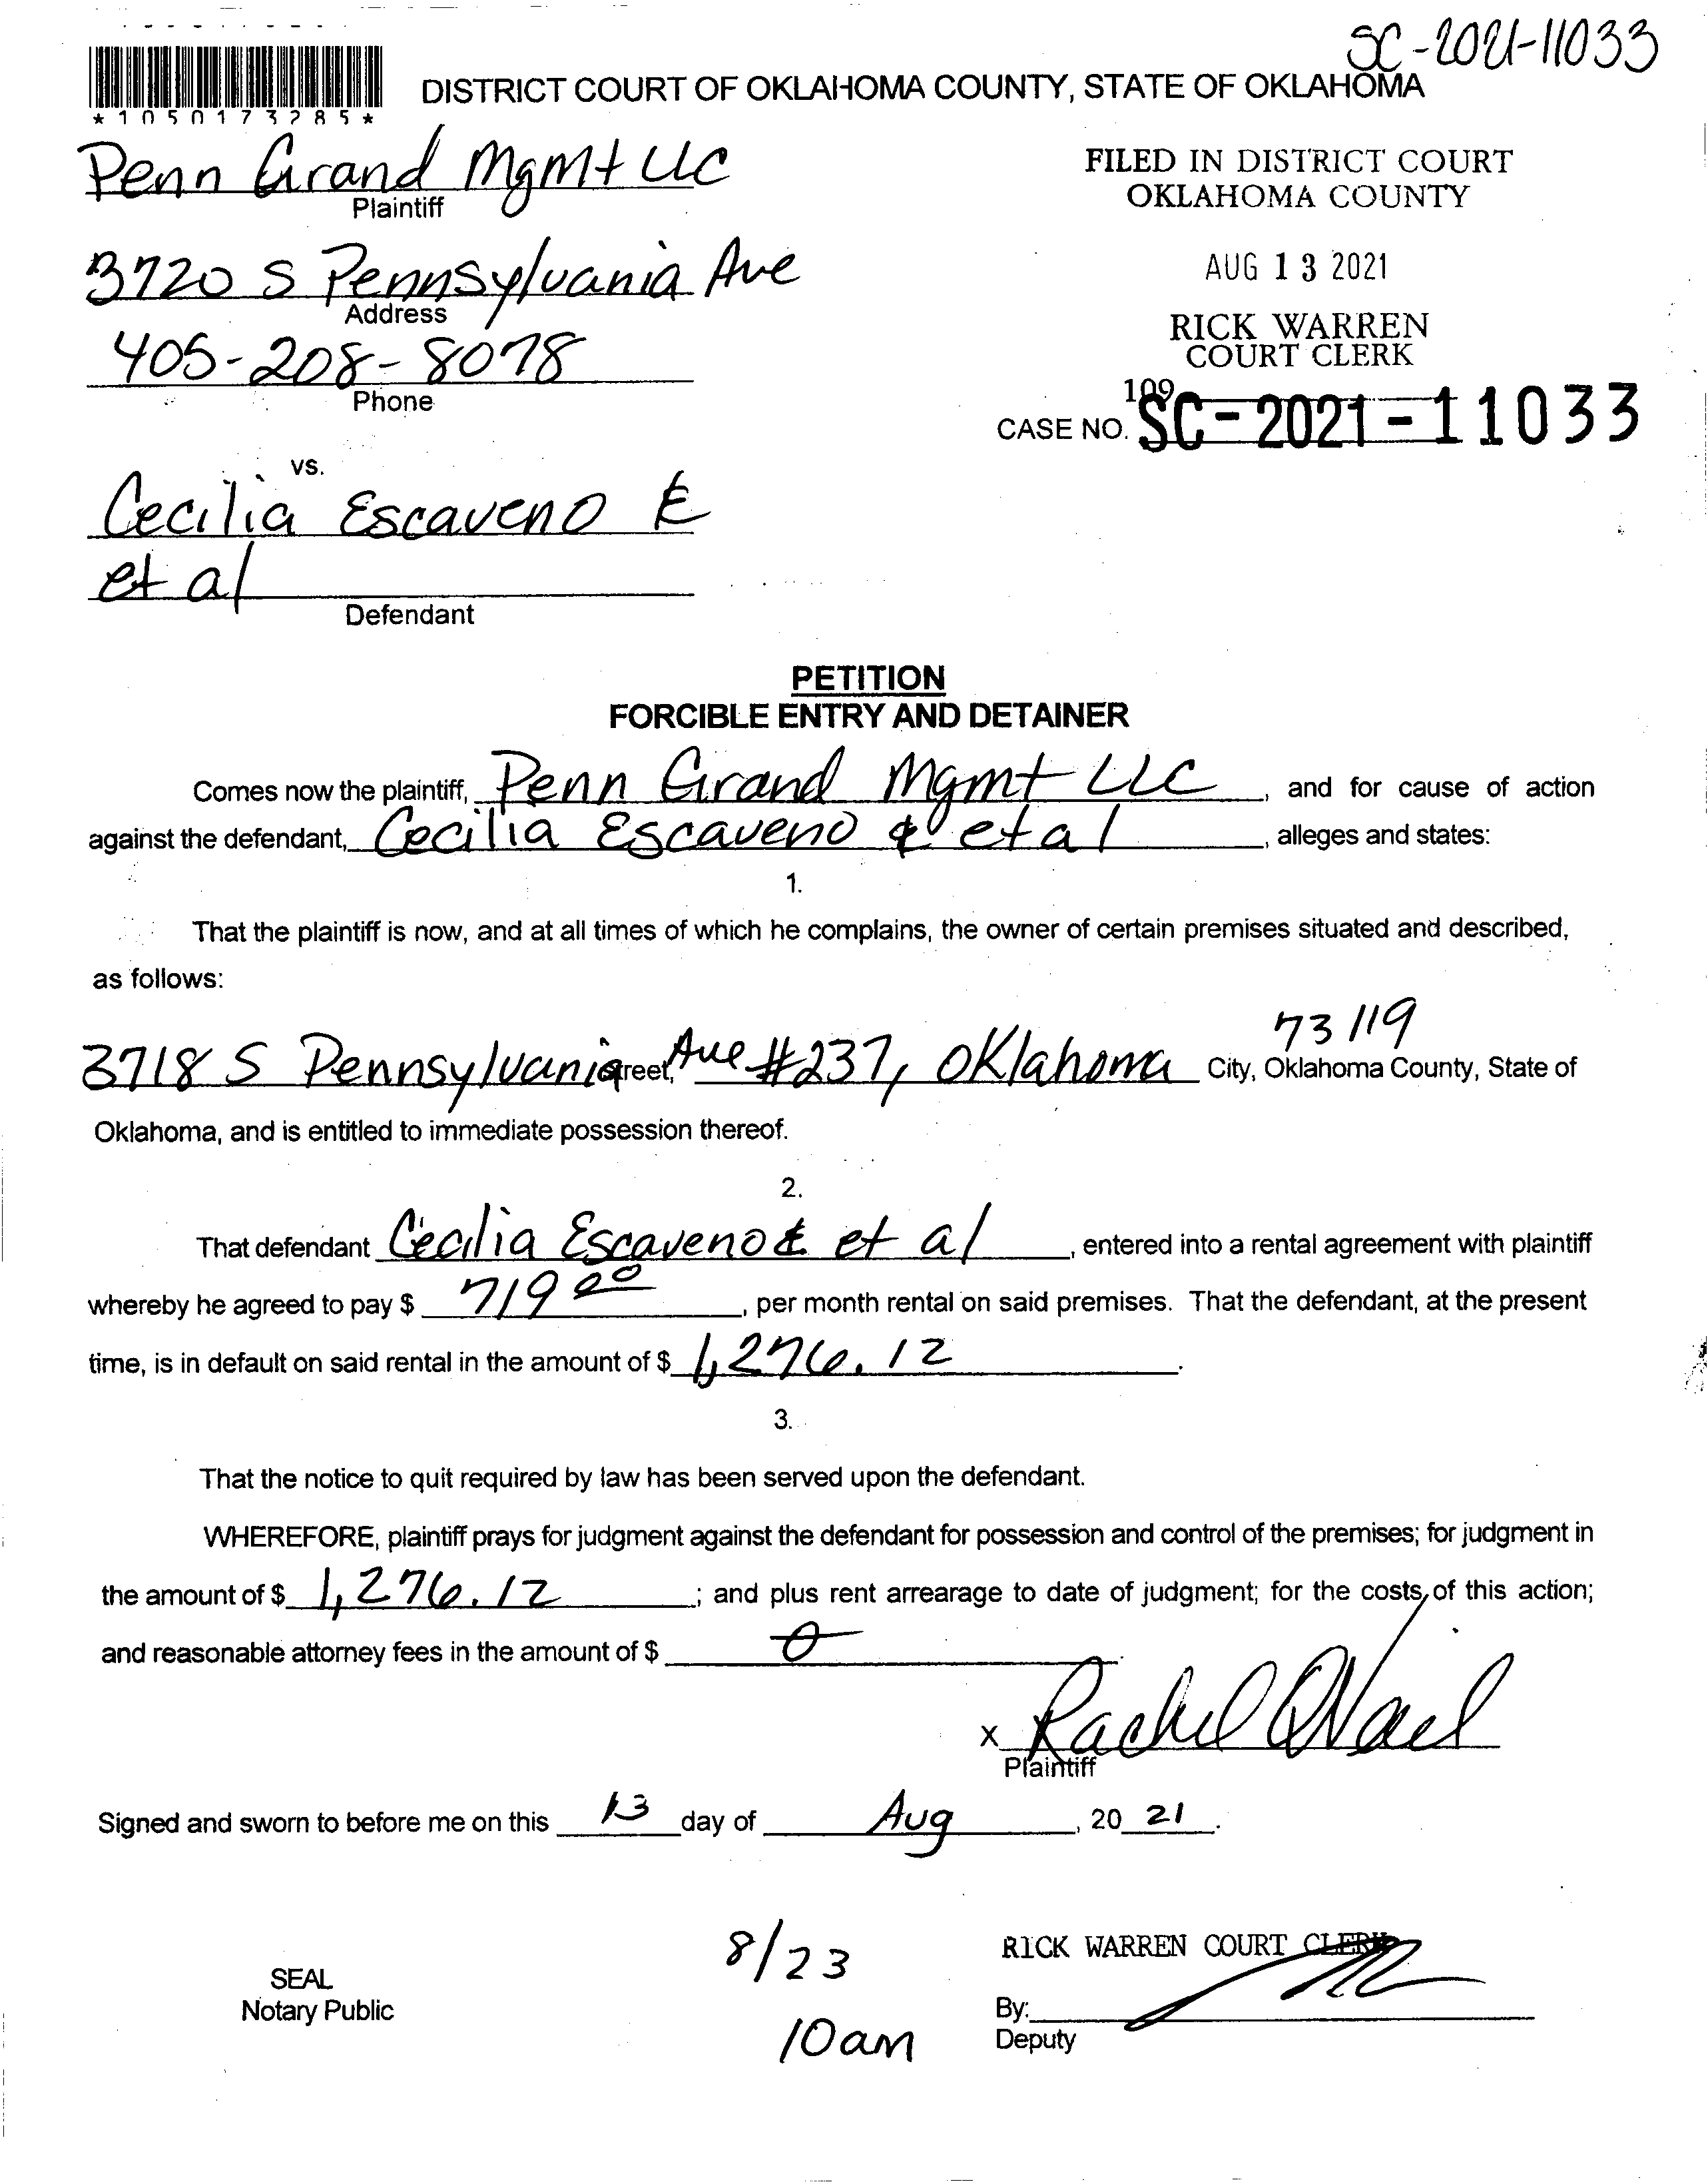 SC-2021-11033
*1050173285*
DISTRICT COURT OF OKLAHOMA COUNTY, STATE OF OKLAHOMA
Penn Grand Mgmt LLC
Plaintiff
FILED IN DISTRICT COURT
OKLAHOMA COUNTY
3720 S Pennsylvania Ave
Address
AUG 13 2021
405-208-8078
Phone
RICK WARREN
COURT CLERK
109
CASE NO. SC-2021-11033
vs.
Cecilia Escaveno &
et al
Defendant
PETITION
FORCIBLE ENTRY AND DETAINER
Comes now the plaintiff, Penn Grand Mgmt LLC, and for cause of action
against the defendant, Cecilia Escaveno & et al, alleges and states:
1.
That the plaintiff is now, and at all times of which he complains, the owner of certain premises situated and described,
as follows:
73119
3718 S Pennsylvania reet, Ave #237, Oklahoma City, Oklahoma County, State of
Oklahoma, and is entitled to immediate possession thereof.
2.
That defendant Cecilia Escaveno & et al, entered into a rental agreement with plaintiff
whereby he agreed to pay $ 719 00, per month rental on said premises. That the defendant, at the present
time, is in default on said rental in the amount of $ 1,276.12.
3.
That the notice to quit required by law has been served upon the defendant.
WHEREFORE, plaintiff prays for judgment against the defendant for possession and control of the premises; for judgment in
the amount of $ 1,276.12; and plus rent arrearage to date of judgment; for the costs of this action;
and reasonable attorney fees in the amount of $ 0.
X Rachel
Plaintiff
Signed and sworn to before me on this 13 day of Aug, 20 21.
8/23
RICK WARREN COURT CLERK
SEAL
Notary Public
By:
10am
Deputy